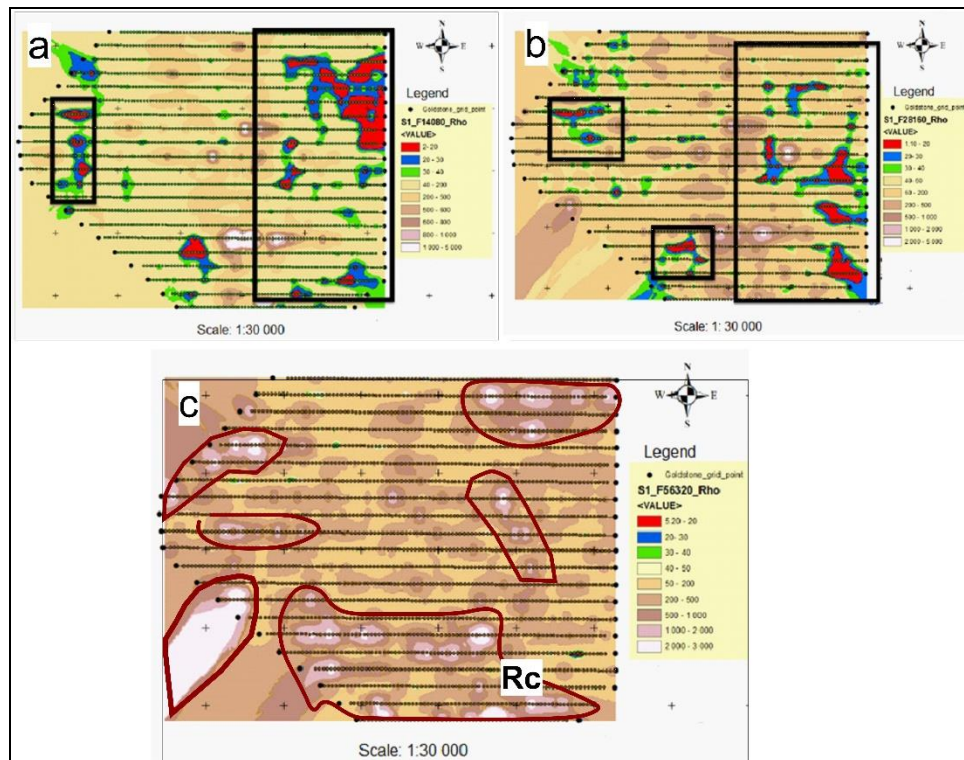 a
N
W E
S
Legend
Goldstone_grid_point
S1_F14080_Rho
<VALUE>
2 - 20
20 - 30
30 - 40
40 - 200
200 - 500
500 - 600
600 - 800
800 - 1 000
1 000 - 5 000
Scale: 1:30 000
b
N
W E
S
Legend
Goldstone_grid_point
S1_F28160_Rho
<VALUE>
1.10 - 20
20 - 30
30 - 40
40 - 50
50 - 200
200 - 500
500 - 1 000
1 000 - 2 000
2 000 - 5 000
Scale: 1: 30 000
c
N
W E
S
Legend
Goldstone_grid_point
S1_F56320_Rho
<VALUE>
5.20 - 20
20 - 30
30 - 40
40 - 50
50 - 200
200 - 500
500 - 1 000
1 000 - 2 000
2 000 - 3 000
Rc
Scale: 1:30 000